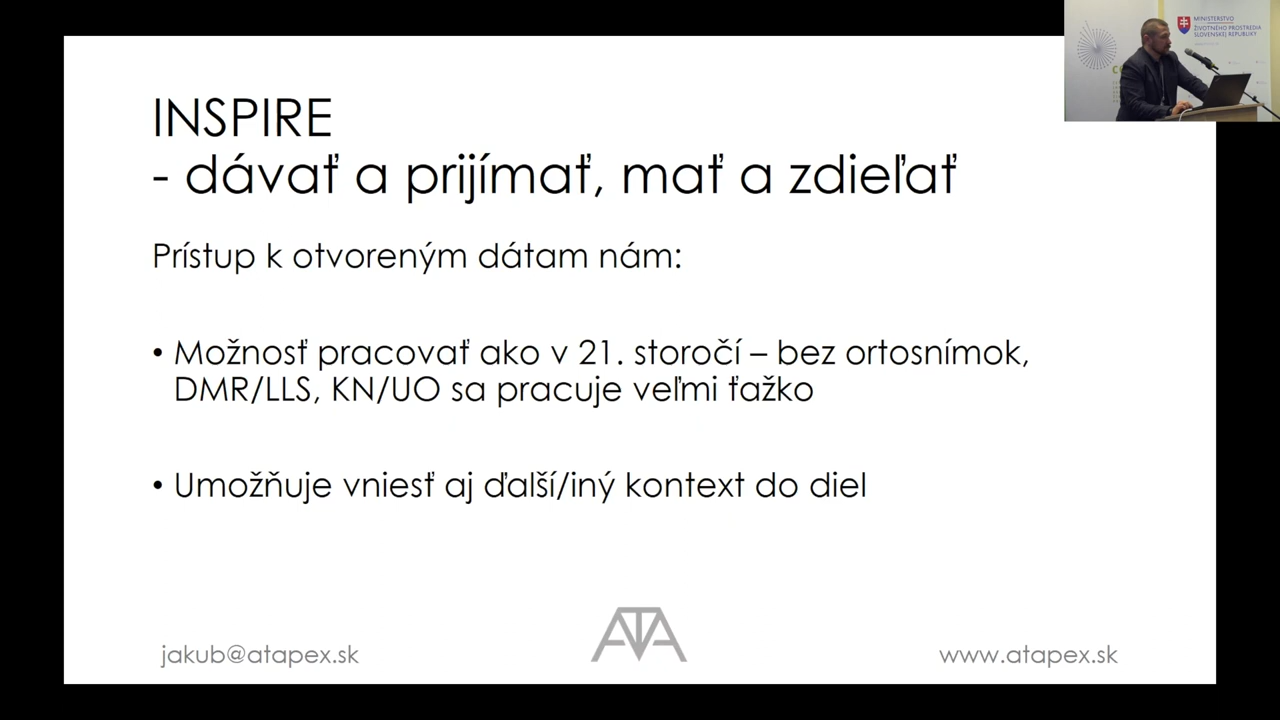 INSPIRE
- dávať a prijímať, mať a zdieľať
Prístup k otvoreným dátam nám:
• Možnosť pracovať ako v 21. storočí – bez ortosnímok,
DMR/LLS, KN/UO sa pracuje veľmi ťažko
• Umožňuje vniesť aj ďalší/iný kontext do diel
jakub@atapex.sk
ATA
www.atapex.sk
MINISTERSTVO
ŽIVOTNÉHO PROSTREDIA
SLOVENSKEJ REPUBLIKY